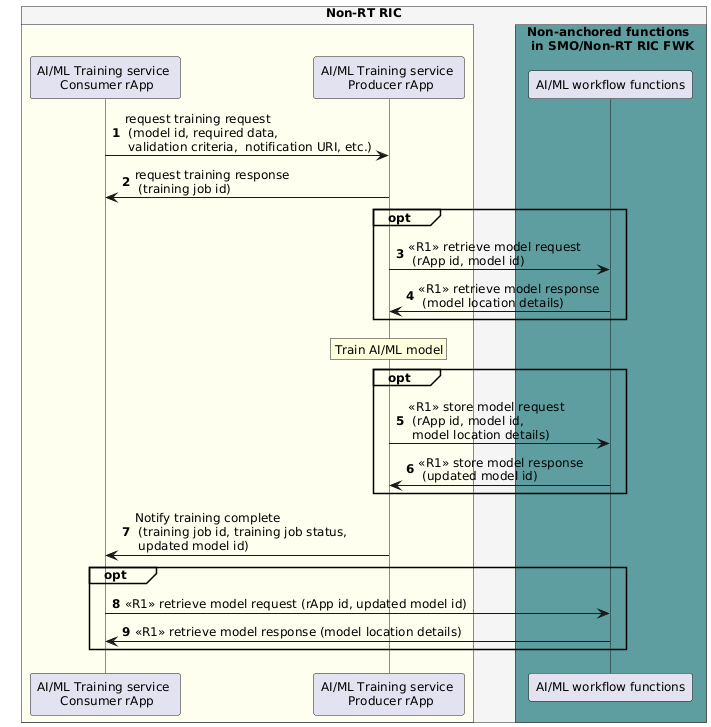 Non-RT RIC
Non-anchored functions
in SMO/Non-RT RIC FWK
AI/ML Training service
Consumer rApp
AI/ML Training service
Producer rApp
AI/ML workflow functions
request training request
1 (model id, required data,
validation criteria,  notification URI, etc.)
2 request training response
(training job id)
opt
3 «R1» retrieve model request
(rApp id, model id)
4 «R1» retrieve model response
(model location details)
Train AI/ML model
opt
«R1» store model request
5 (rApp id, model id,
model location details)
6 «R1» store model response
(updated model id)
Notify training complete
7 (training job id, training job status,
updated model id)
opt
8 «R1» retrieve model request (rApp id, updated model id)
9 «R1» retrieve model response (model location details)
AI/ML Training service
Consumer rApp
AI/ML Training service
Producer rApp
AI/ML workflow functions